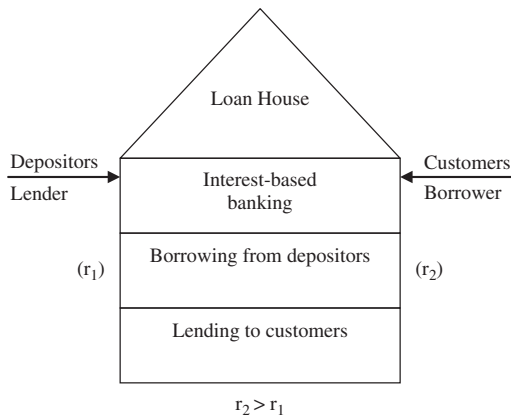 Loan House
Depositors
Lender
Customers
Borrower
Interest-based
banking
(r₁)
Borrowing from depositors
(r₂)
Lending to customers
r₂ > r₁